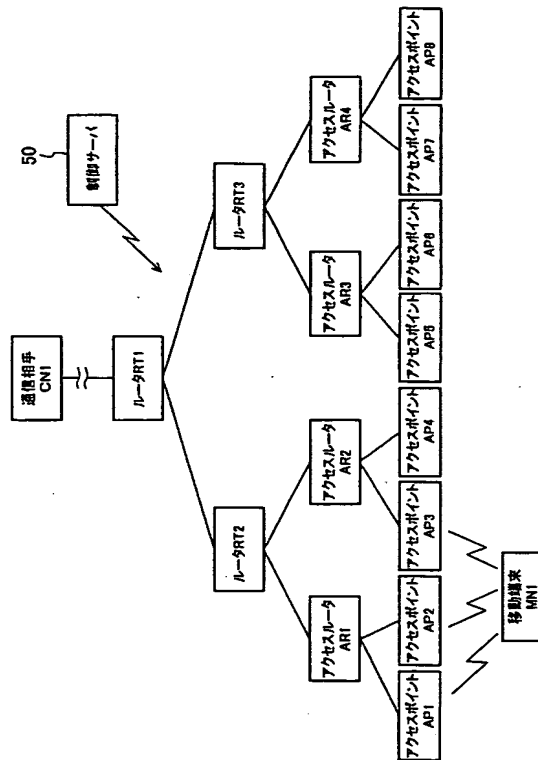 50
制御サーバ
通信相手
CN1
ルータRT1
ルータRT2
ルータRT3
アクセスルータ
AR1
アクセスルータ
AR2
アクセスルータ
AR3
アクセスルータ
AR4
アクセスポイント
AP1
アクセスポイント
AP2
アクセスポイント
AP3
アクセスポイント
AP4
アクセスポイント
AP5
アクセスポイント
AP6
アクセスポイント
AP7
アクセスポイント
AP8
移動端末
MN1